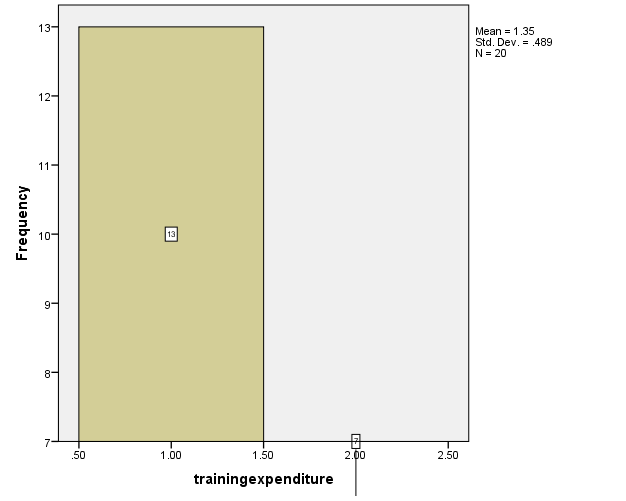 Mean = 1.35
Std. Dev. = .489
N = 20
Frequency
13
12
11
10
9
8
7
13
7
.50
1.00
1.50
2.00
2.50
trainingexpenditure